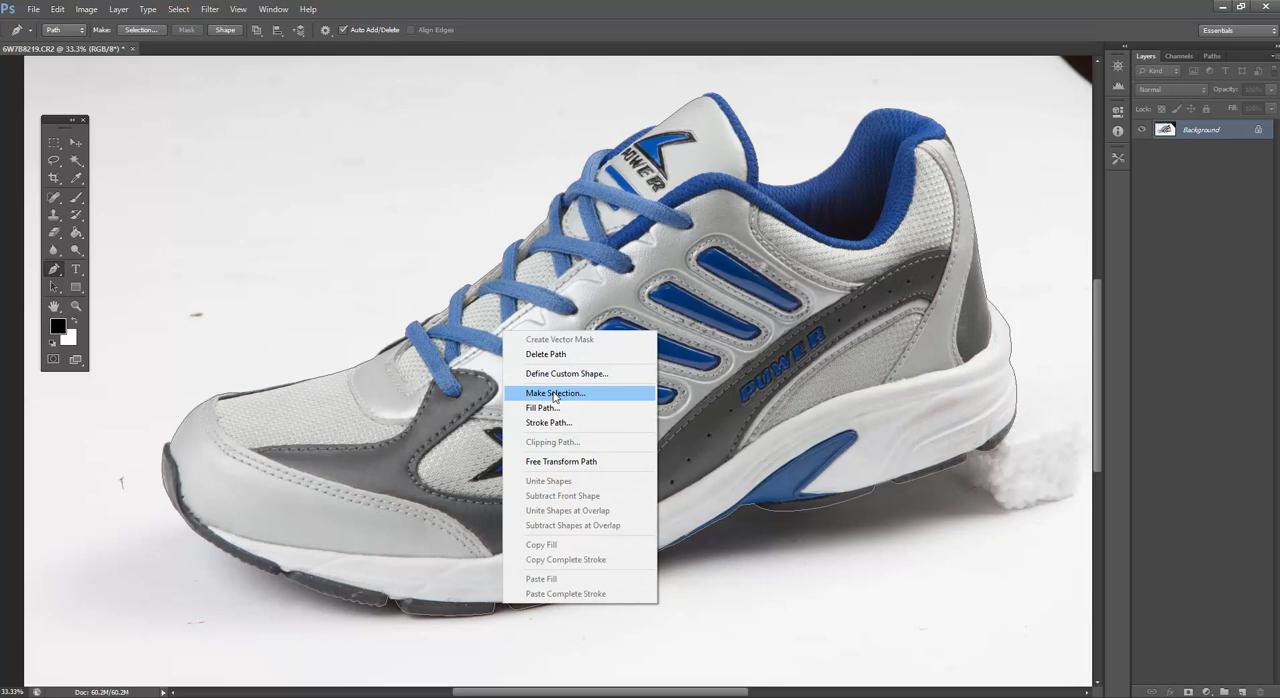 Ps File Edit Image Layer Type Select Filter View Window Help
Path Make: Selection... Mask Shape Auto Add/Delete Align Edges Essentials
6W7B8219.CR2 @ 33.3% (RGB/8*) * ×
Layers Channels Paths
Kind
Normal Opacity: 100%
Lock: Fill: 100%
Background
POWER
POWER
Create Vector Mask
Delete Path
Define Custom Shape...
Make Selection...
Fill Path...
Stroke Path...
Clipping Path...
Free Transform Path
Unite Shapes
Subtract Front Shape
Unite Shapes at Overlap
Subtract Shapes at Overlap
Copy Fill
Copy Complete Stroke
Paste Fill
Paste Complete Stroke
33.33% Doc: 60.2M/60.2M